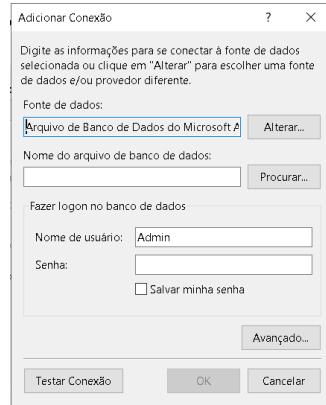 Adicionar Conexão ? ×
Digite as informações para se conectar à fonte de dados
selecionada ou clique em "Alterar" para escolher uma fonte
de dados e/ou provedor diferente.
Fonte de dados:
Arquivo de Banco de Dados do Microsoft A
Alterar...
Nome do arquivo de banco de dados:
Procurar...
Fazer logon no banco de dados
Nome de usuário: Admin
Senha:
Salvar minha senha
Avançado...
Testar Conexão OK Cancelar